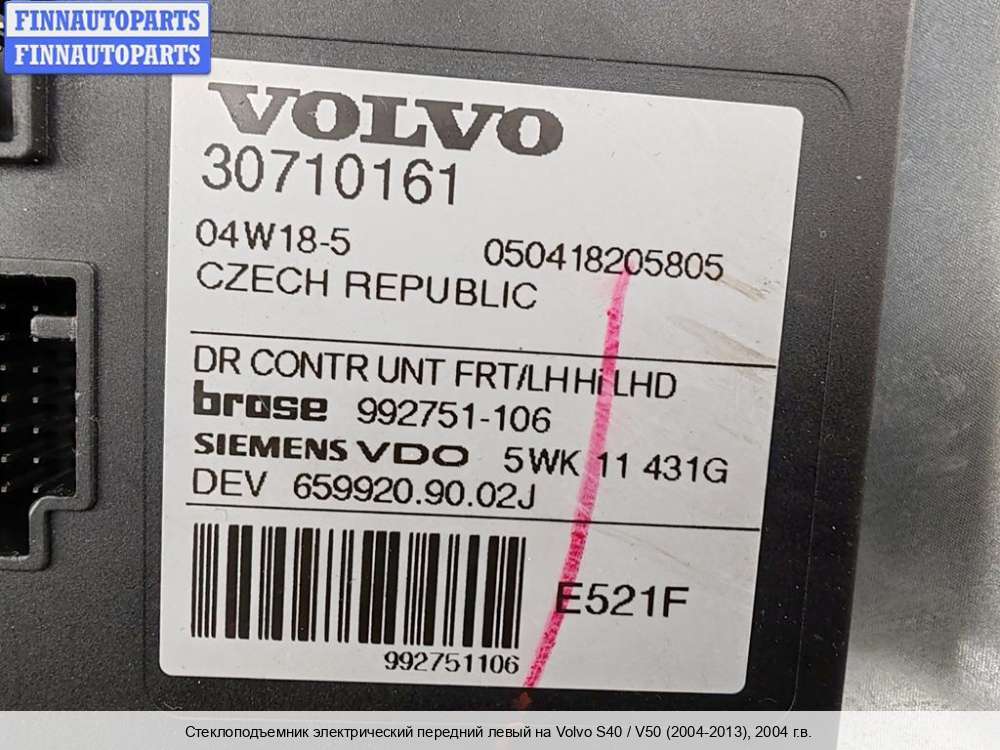 FINNAUTOPARTS
FINNAUTOPARTS
VOLVO
30710161
04W18-5 050418205805
CZECH REPUBLIC
DR CONTR UNT FRT/LH Hi LHD
brose 992751-106
SIEMENS VDO 5WK 11 431G
DEV 659920.90.02J
E521F
992751106
Стеклоподъемник электрический передний левый на Volvo S40 / V50 (2004-2013), 2004 г.в.